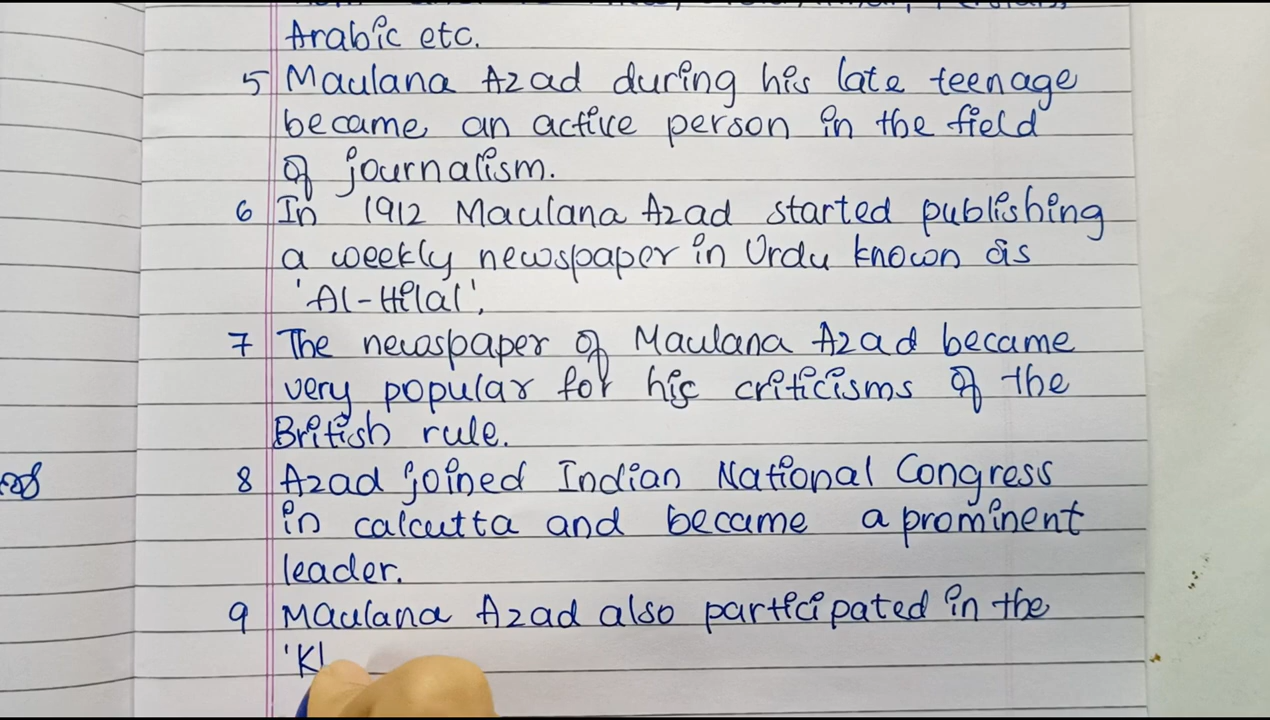 Arabic etc.
5 Maulana Azad during his late teenage
became an active person in the field
of journalism.
6 In 1912 Maulana Azad started publishing
a weekly newspaper in Urdu known as
'Al-Hilal'.
7 The newspaper of Maulana Azad became
very popular for his criticisms of the
British rule.
8 Azad joined Indian National Congress
in calcutta and became a prominent
leader.
9 Maulana Azad also participated in the